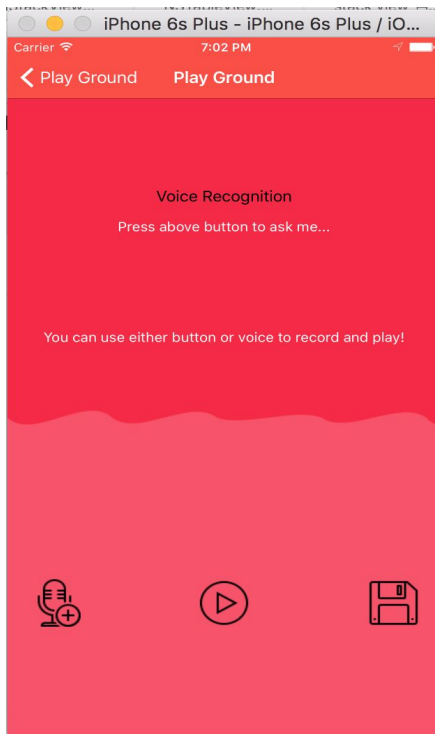 iPhone 6s Plus - iPhone 6s Plus / iO...
Carrier 7:02 PM
Play Ground Play Ground
Voice Recognition
Press above button to ask me...
You can use either button or voice to record and play!